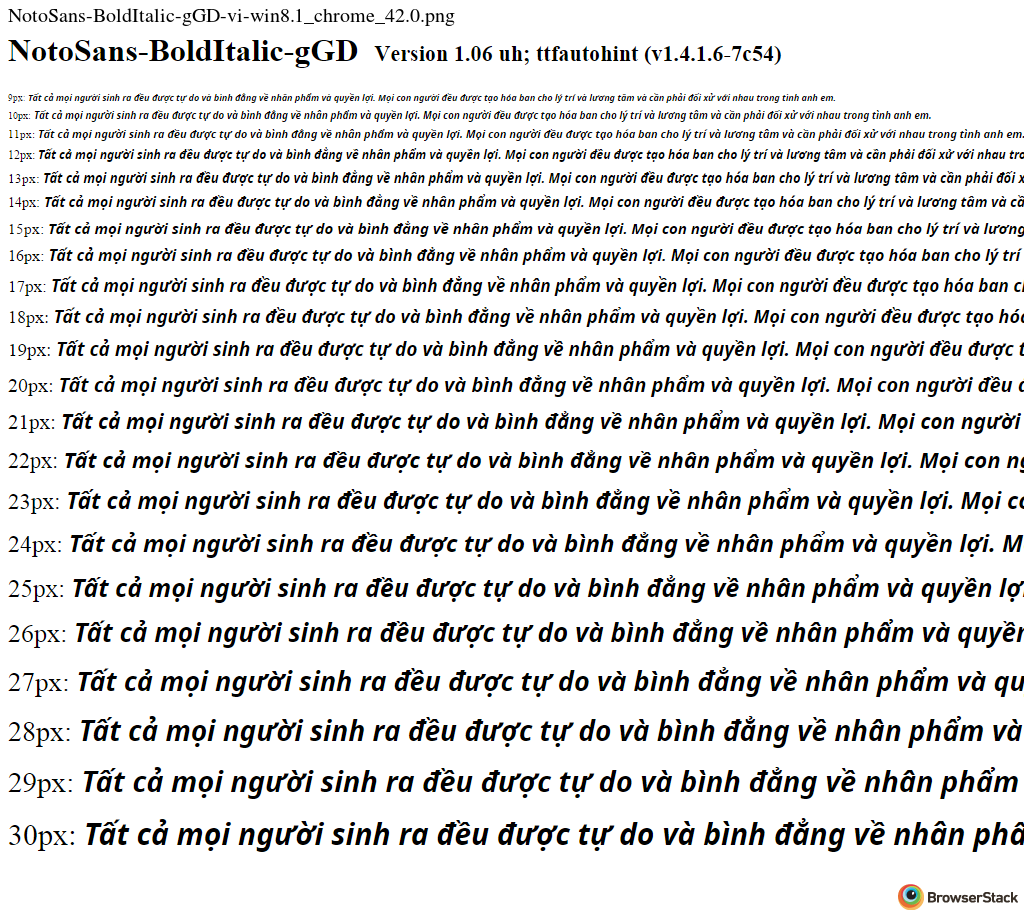 NotoSans-BoldItalic-gGD-vi-win8.1_chrome_42.0.png
NotoSans-BoldItalic-gGD Version 1.06 uh; ttfautohint (v1.4.1.6-7c54)
9px: Tất cả mọi người sinh ra đều được tự do và bình đẳng về nhân phẩm và quyền lợi. Mọi con người đều được tạo hóa ban cho lý trí và lương tâm và cần phải đối xử với nhau trong tình anh em.
10px: Tất cả mọi người sinh ra đều được tự do và bình đẳng về nhân phẩm và quyền lợi. Mọi con người đều được tạo hóa ban cho lý trí và lương tâm và cần phải đối xử với nhau trong tình anh em.
11px: Tất cả mọi người sinh ra đều được tự do và bình đẳng về nhân phẩm và quyền lợi. Mọi con người đều được tạo hóa ban cho lý trí và lương tâm và cần phải đối xử với nhau trong tình anh em.
12px: Tất cả mọi người sinh ra đều được tự do và bình đẳng về nhân phẩm và quyền lợi. Mọi con người đều được tạo hóa ban cho lý trí và lương tâm và cần phải đối xử với nhau tro
13px: Tất cả mọi người sinh ra đều được tự do và bình đẳng về nhân phẩm và quyền lợi. Mọi con người đều được tạo hóa ban cho lý trí và lương tâm và cần phải đối x
14px: Tất cả mọi người sinh ra đều được tự do và bình đẳng về nhân phẩm và quyền lợi. Mọi con người đều được tạo hóa ban cho lý trí và lương tâm và cầ
15px: Tất cả mọi người sinh ra đều được tự do và bình đẳng về nhân phẩm và quyền lợi. Mọi con người đều được tạo hóa ban cho lý trí và lương
16px: Tất cả mọi người sinh ra đều được tự do và bình đẳng về nhân phẩm và quyền lợi. Mọi con người đều được tạo hóa ban cho lý trí
17px: Tất cả mọi người sinh ra đều được tự do và bình đẳng về nhân phẩm và quyền lợi. Mọi con người đều được tạo hóa ban c
18px: Tất cả mọi người sinh ra đều được tự do và bình đẳng về nhân phẩm và quyền lợi. Mọi con người đều được tạo hóa
19px: Tất cả mọi người sinh ra đều được tự do và bình đẳng về nhân phẩm và quyền lợi. Mọi con người đều được t
20px: Tất cả mọi người sinh ra đều được tự do và bình đẳng về nhân phẩm và quyền lợi. Mọi con người đều
21px: Tất cả mọi người sinh ra đều được tự do và bình đẳng về nhân phẩm và quyền lợi. Mọi con người
22px: Tất cả mọi người sinh ra đều được tự do và bình đẳng về nhân phẩm và quyền lợi. Mọi con ng
23px: Tất cả mọi người sinh ra đều được tự do và bình đẳng về nhân phẩm và quyền lợi. Mọi co
24px: Tất cả mọi người sinh ra đều được tự do và bình đẳng về nhân phẩm và quyền lợi. M
25px: Tất cả mọi người sinh ra đều được tự do và bình đẳng về nhân phẩm và quyền lợi
26px: Tất cả mọi người sinh ra đều được tự do và bình đẳng về nhân phẩm và quyền
27px: Tất cả mọi người sinh ra đều được tự do và bình đẳng về nhân phẩm và qu
28px: Tất cả mọi người sinh ra đều được tự do và bình đẳng về nhân phẩm và
29px: Tất cả mọi người sinh ra đều được tự do và bình đẳng về nhân phẩm
30px: Tất cả mọi người sinh ra đều được tự do và bình đẳng về nhân phẩ
BrowserStack